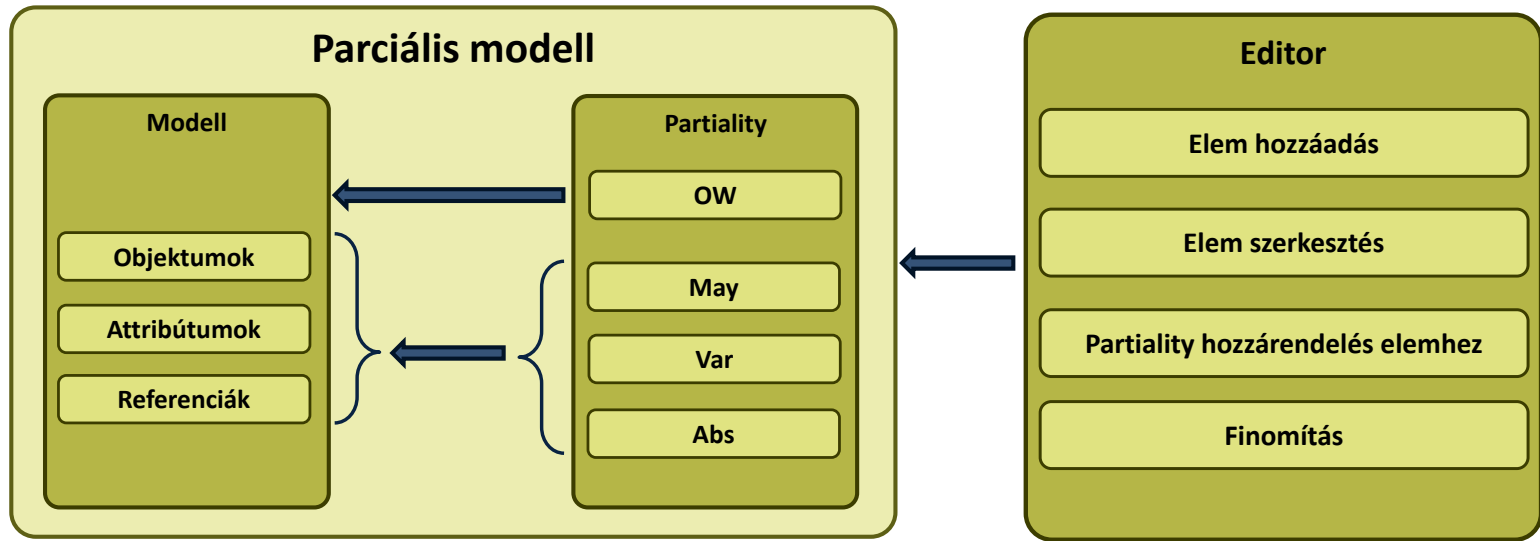 Parciális modell
Modell
Objektumok
Attribútumok
Referenciák
Partiality
OW
May
Var
Abs
Editor
Elem hozzáadás
Elem szerkesztés
Partiality hozzárendelés elemhez
Finomítás